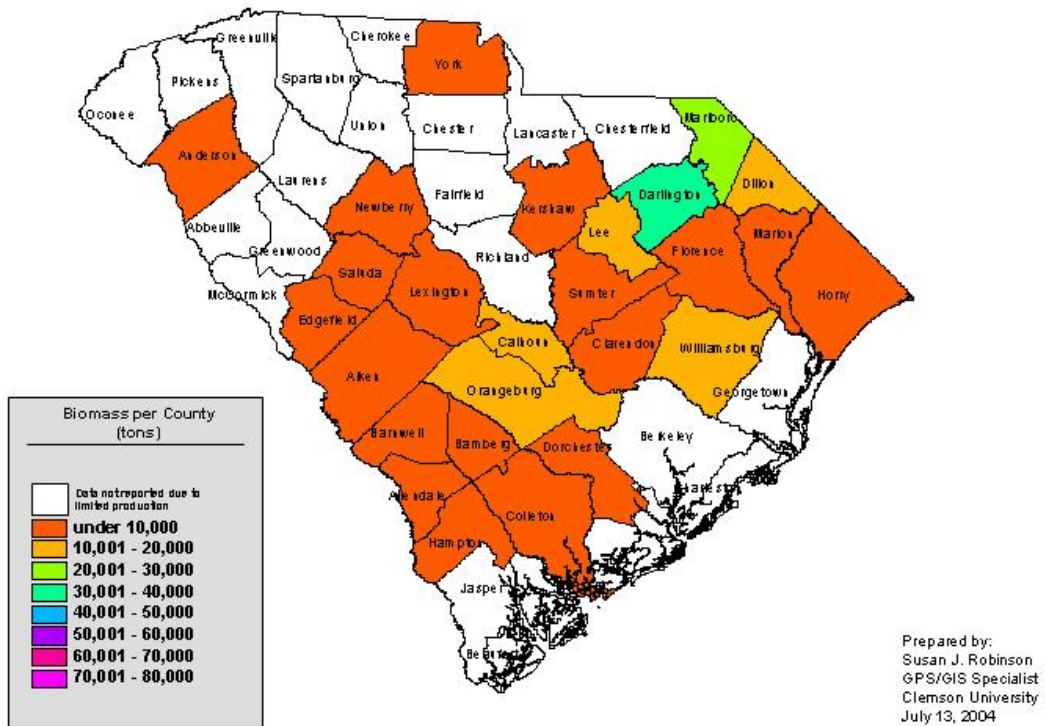 Greenville
Cherokee
York
Pickens
Spartanburg
Oconee
Union
Chester
Lancaster
Chesterfield
Marlboro
Anderson
Laurens
Fairfield
Kershaw
Darlington
Dillon
Newberry
Abbeville
Lee
Greenwood
Richland
Florence
Marion
Saluda
McCormick
Lexington
Sumter
Horry
Edgefield
Calhoun
Clarendon
Williamsburg
Aiken
Orangeburg
Georgetown
Barnwell
Bamberg
Dorchester
Berkeley
Charleston
Allendale
Colleton
Hampton
Jasper
Biomass per County
(tons)
Data not reported due to
limited production
under 10,000
10,001 - 20,000
20,001 - 30,000
30,001 - 40,000
40,001 - 50,000
50,001 - 60,000
60,001 - 70,000
70,001 - 80,000
Prepared by:
Susan J. Robinson
GPS/GIS Specialist
Clemson University
July 13, 2004